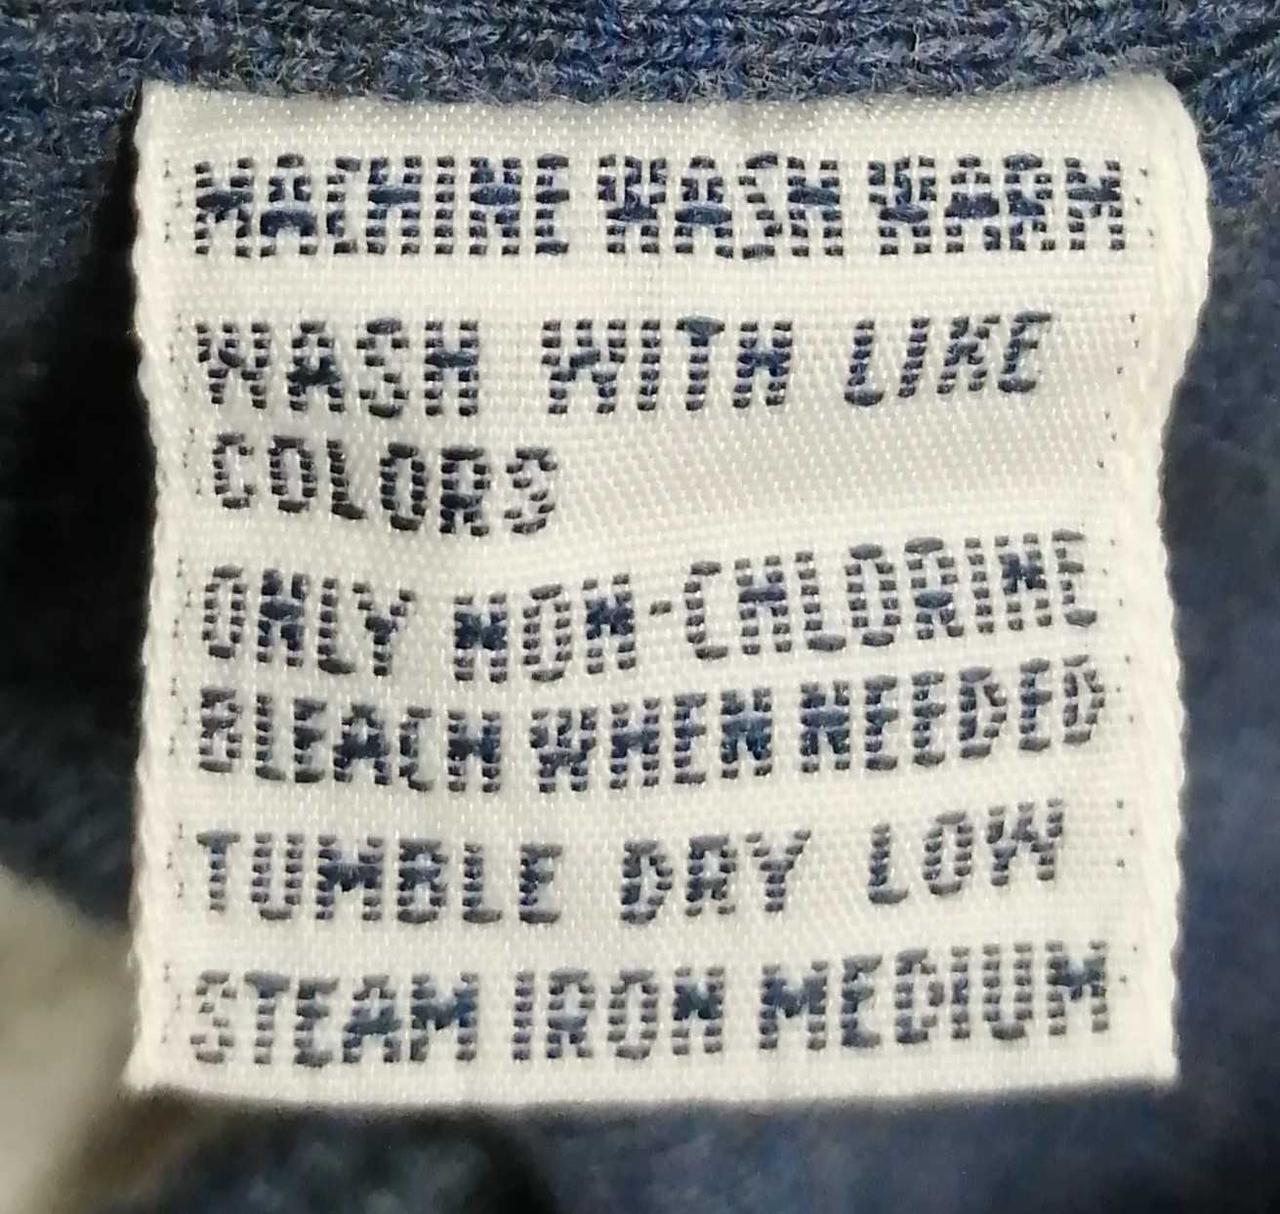 MACHINE WASH WARM
WASH WITH LIKE
COLORS
ONLY NON-CHLORINE
BLEACH WHEN NEEDED
TUMBLE DRY LOW
STEAM IRON MEDIUM